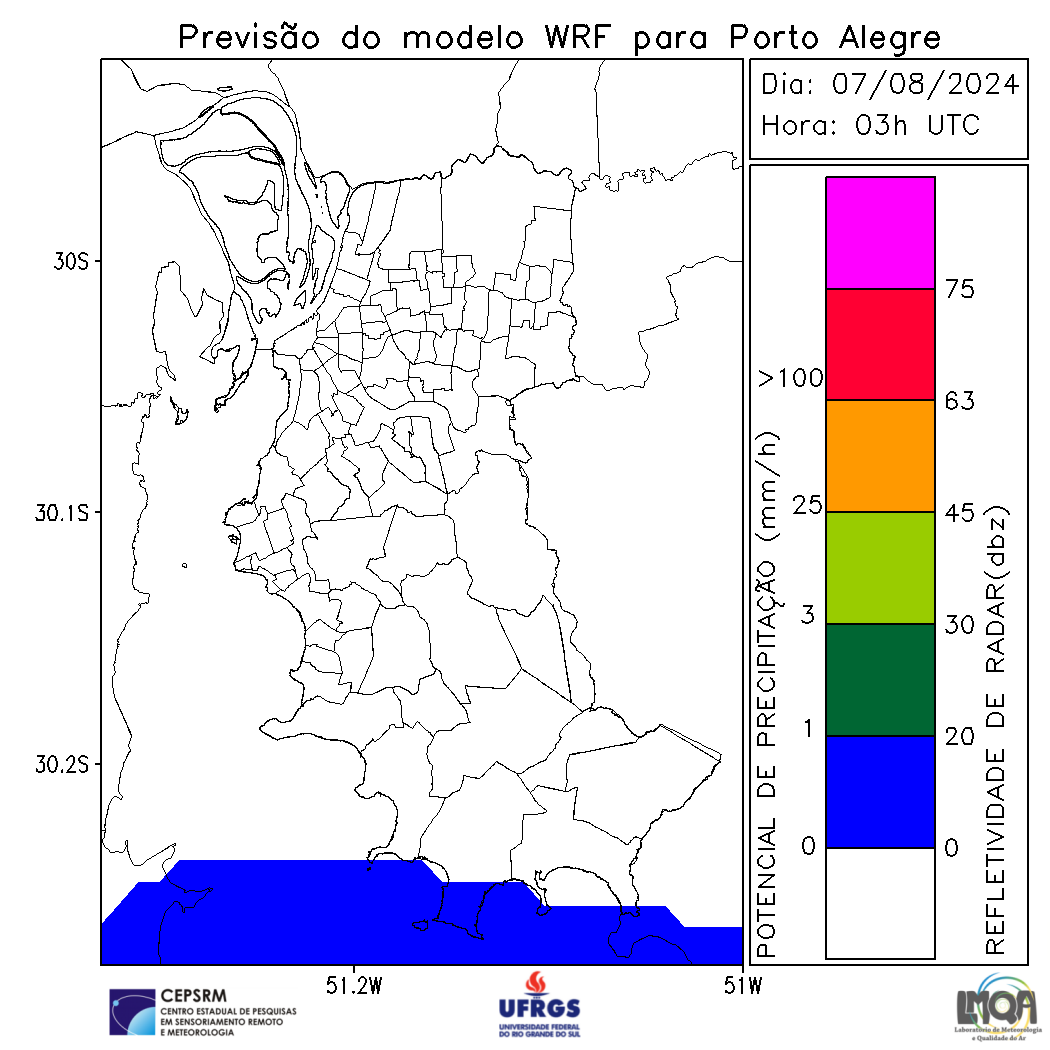 Previsão do modelo WRF para Porto Alegre
Dia: 07/08/2024
Hora: 03h UTC
30S
30.1S
30.2S
51.2W
51W
POTENCIAL DE PRECIPITAÇÃO (mm/h)
>100
25
3
1
0
75
63
45
30
20
0
REFLETIVIDADE DE RADAR(dbz)
CEPSRM
CENTRO ESTADUAL DE PESQUISAS
EM SENSORIAMENTO REMOTO
E METEOROLOGIA
UFRGS
UNIVERSIDADE FEDERAL
DO RIO GRANDE DO SUL
LMQA
Laboratório de Meteorologia
e Qualidade do Ar